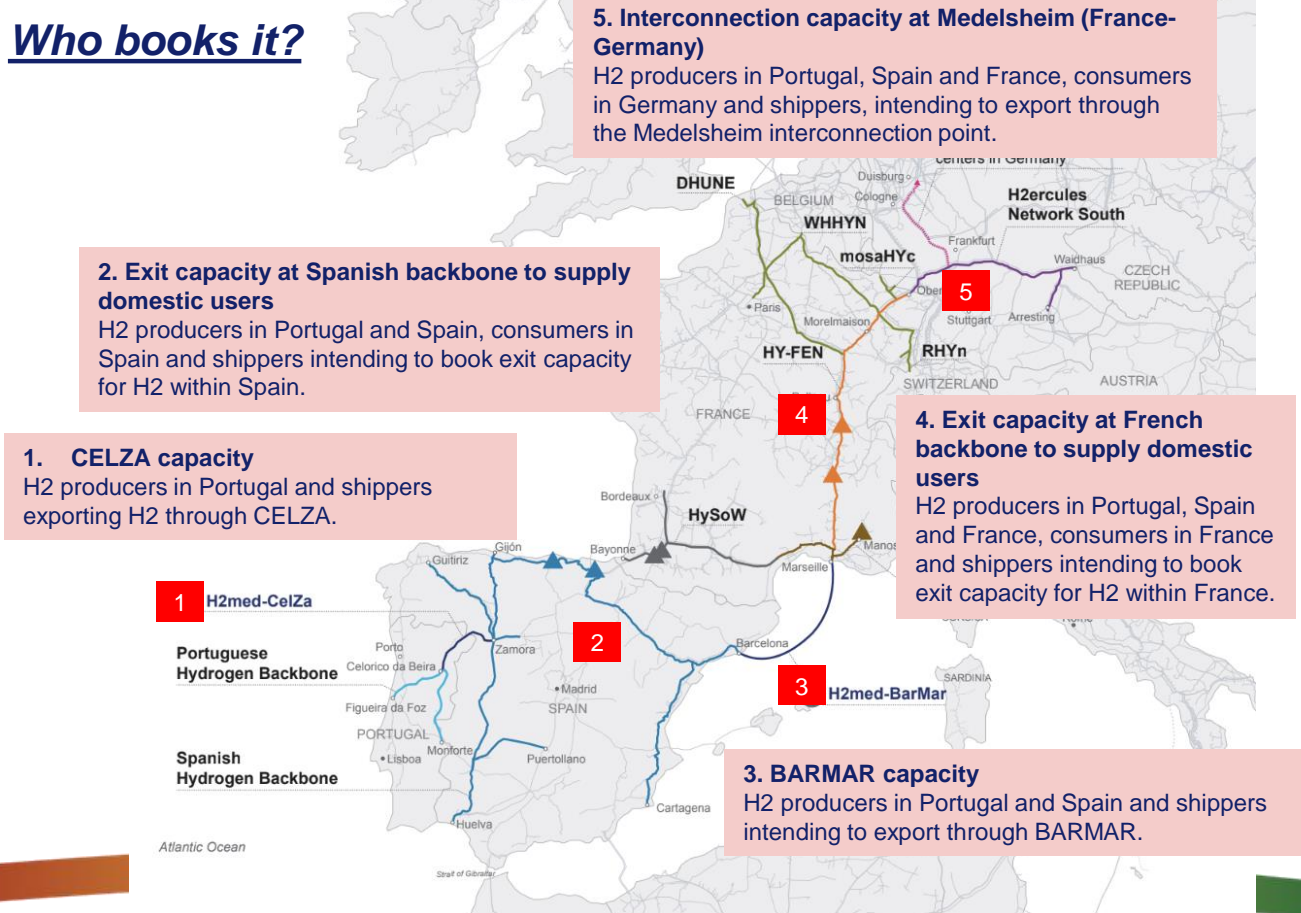 Who books it?
5. Interconnection capacity at Medelsheim (France-
Germany)
H2 producers in Portugal, Spain and France, consumers
in Germany and shippers, intending to export through
the Medelsheim interconnection point.
centers in Germany
Duisburg
DHUNE
BELGIUM
Cologne
H2ercules
Network South
WHHYN
Frankfurt
mosaHYc
Waidhaus
CZECH
REPUBLIC
5
Paris
Morelmaison
Stuttgart
Arresting
HY-FEN
RHYn
SWITZERLAND
AUSTRIA
2. Exit capacity at Spanish backbone to supply
domestic users
H2 producers in Portugal and Spain, consumers in
Spain and shippers intending to book exit capacity
for H2 within Spain.
4
FRANCE
4. Exit capacity at French
backbone to supply domestic
users
H2 producers in Portugal, Spain
and France, consumers in France
and shippers intending to book
exit capacity for H2 within France.
1. CELZA capacity
H2 producers in Portugal and shippers
exporting H2 through CELZA.
Bordeaux
HySoW
Gijón
Bayonne
Marseille
Manos
Guitiriz
1
H2med-CelZa
2
Rome
Portuguese
Hydrogen Backbone
Porto
Celorico da Beira
Zamora
Barcelona
Madrid
SPAIN
3
H2med-BarMar
SARDINIA
Figueira da Foz
PORTUGAL
Monforte
Lisboa
Puertollano
Spanish
Hydrogen Backbone
3. BARMAR capacity
H2 producers in Portugal and Spain and shippers
intending to export through BARMAR.
Cartagena
Huelva
Atlantic Ocean
Strait of Gibraltar